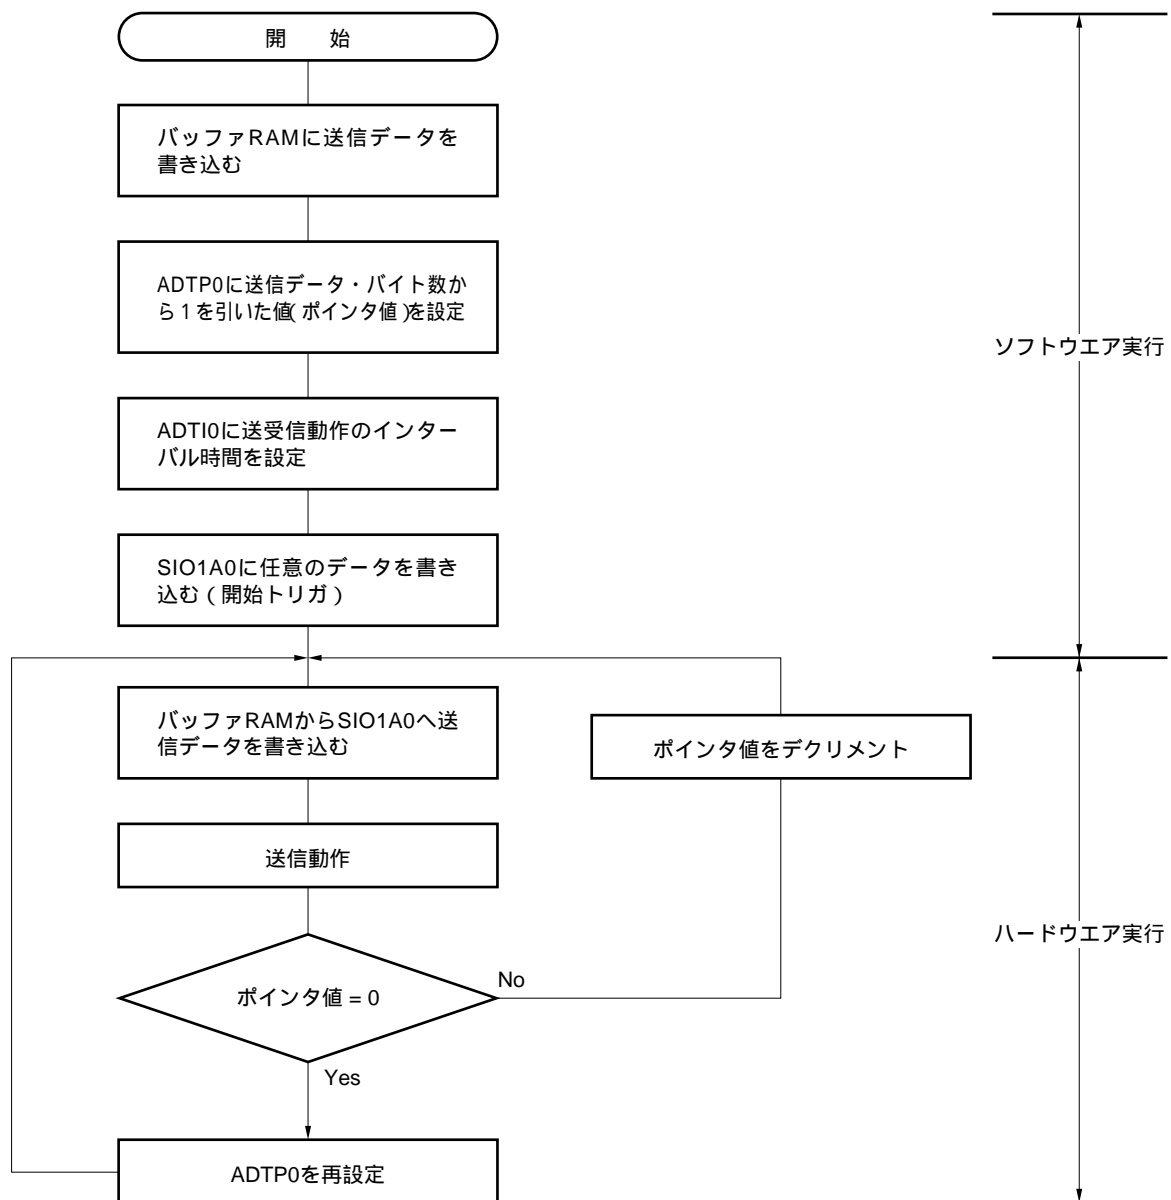 開　始
バッファRAMに送信データを
書き込む
ADTP0に送信データ・バイト数か
ら1を引いた値(ポインタ値)を設定
ソフトウエア実行
ADTI0に送受信動作のインター
バル時間を設定
SIO1A0に任意のデータを書き
込む(開始トリガ)
バッファRAMからSIO1A0へ送
信データを書き込む
ポインタ値をデクリメント
送信動作
ハードウエア実行
ポインタ値 = 0
No
Yes
ADTP0を再設定